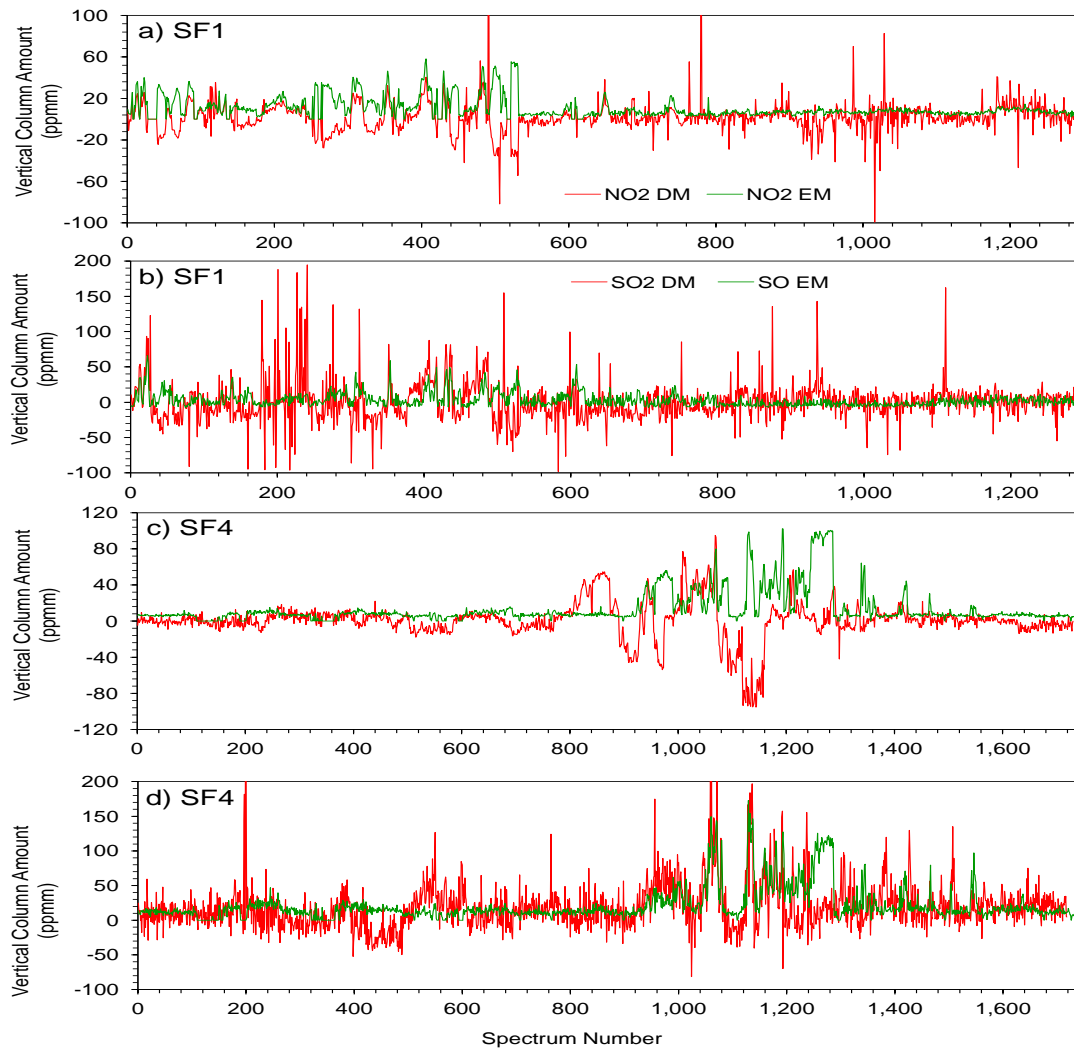 a) SF1
Vertical Column Amount
(ppmm)
100
60
20
-20
-60
-100
NO2 DM
NO2 EM
0 200 400 600 800 1,000 1,200
b) SF1
Vertical Column Amount
(ppmm)
200
150
100
50
0
-50
-100
SO2 DM
SO EM
0 200 400 600 800 1,000 1,200
c) SF4
Vertical Column Amount
(ppmm)
120
80
40
0
-40
-80
-120
0 200 400 600 800 1,000 1,200 1,400 1,600
d) SF4
Vertical Column Amount
(ppmm)
200
150
100
50
0
-50
-100
0 200 400 600 800 1,000 1,200 1,400 1,600
Spectrum Number